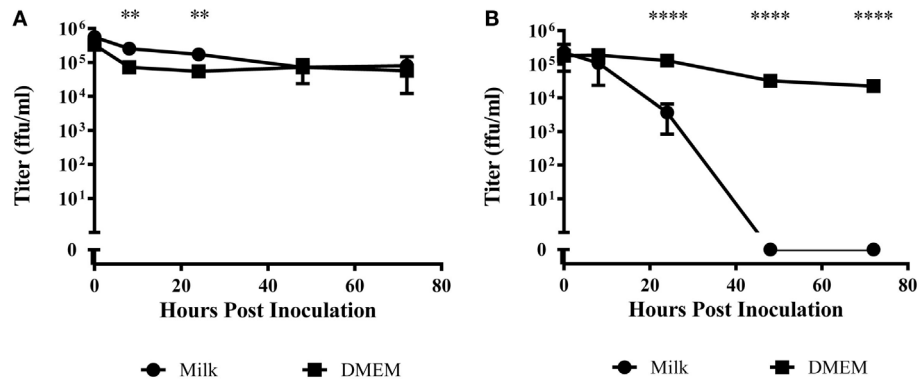 A
** **
10⁶
10⁵
10⁴
10³
10²
10¹
0
Titer (ffu/ml)
0 20 40 60 80
Hours Post Inoculation
Milk DMEM
B
**** **** ****
10⁶
10⁵
10⁴
10³
10²
10¹
0
Titer (ffu/ml)
0 20 40 60 80
Hours Post Inoculation
Milk DMEM